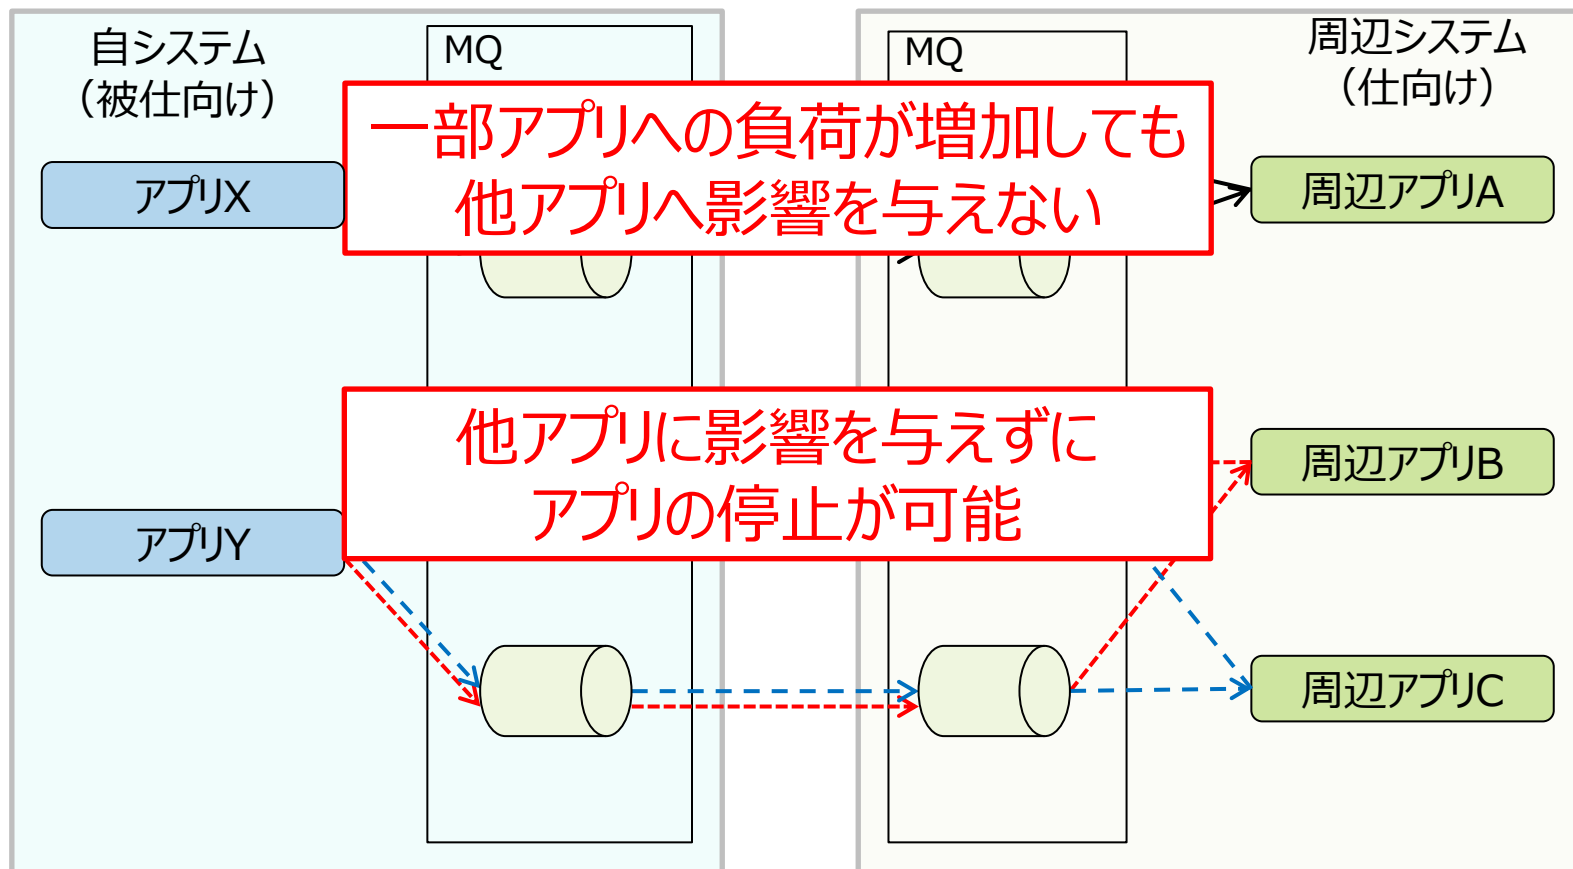 自システム
（被仕向け）
MQ
MQ
周辺システム
（仕向け）
一部アプリへの負荷が増加しても
他アプリへ影響を与えない
アプリX
周辺アプリA
他アプリに影響を与えずに
アプリの停止が可能
周辺アプリB
アプリY
周辺アプリC